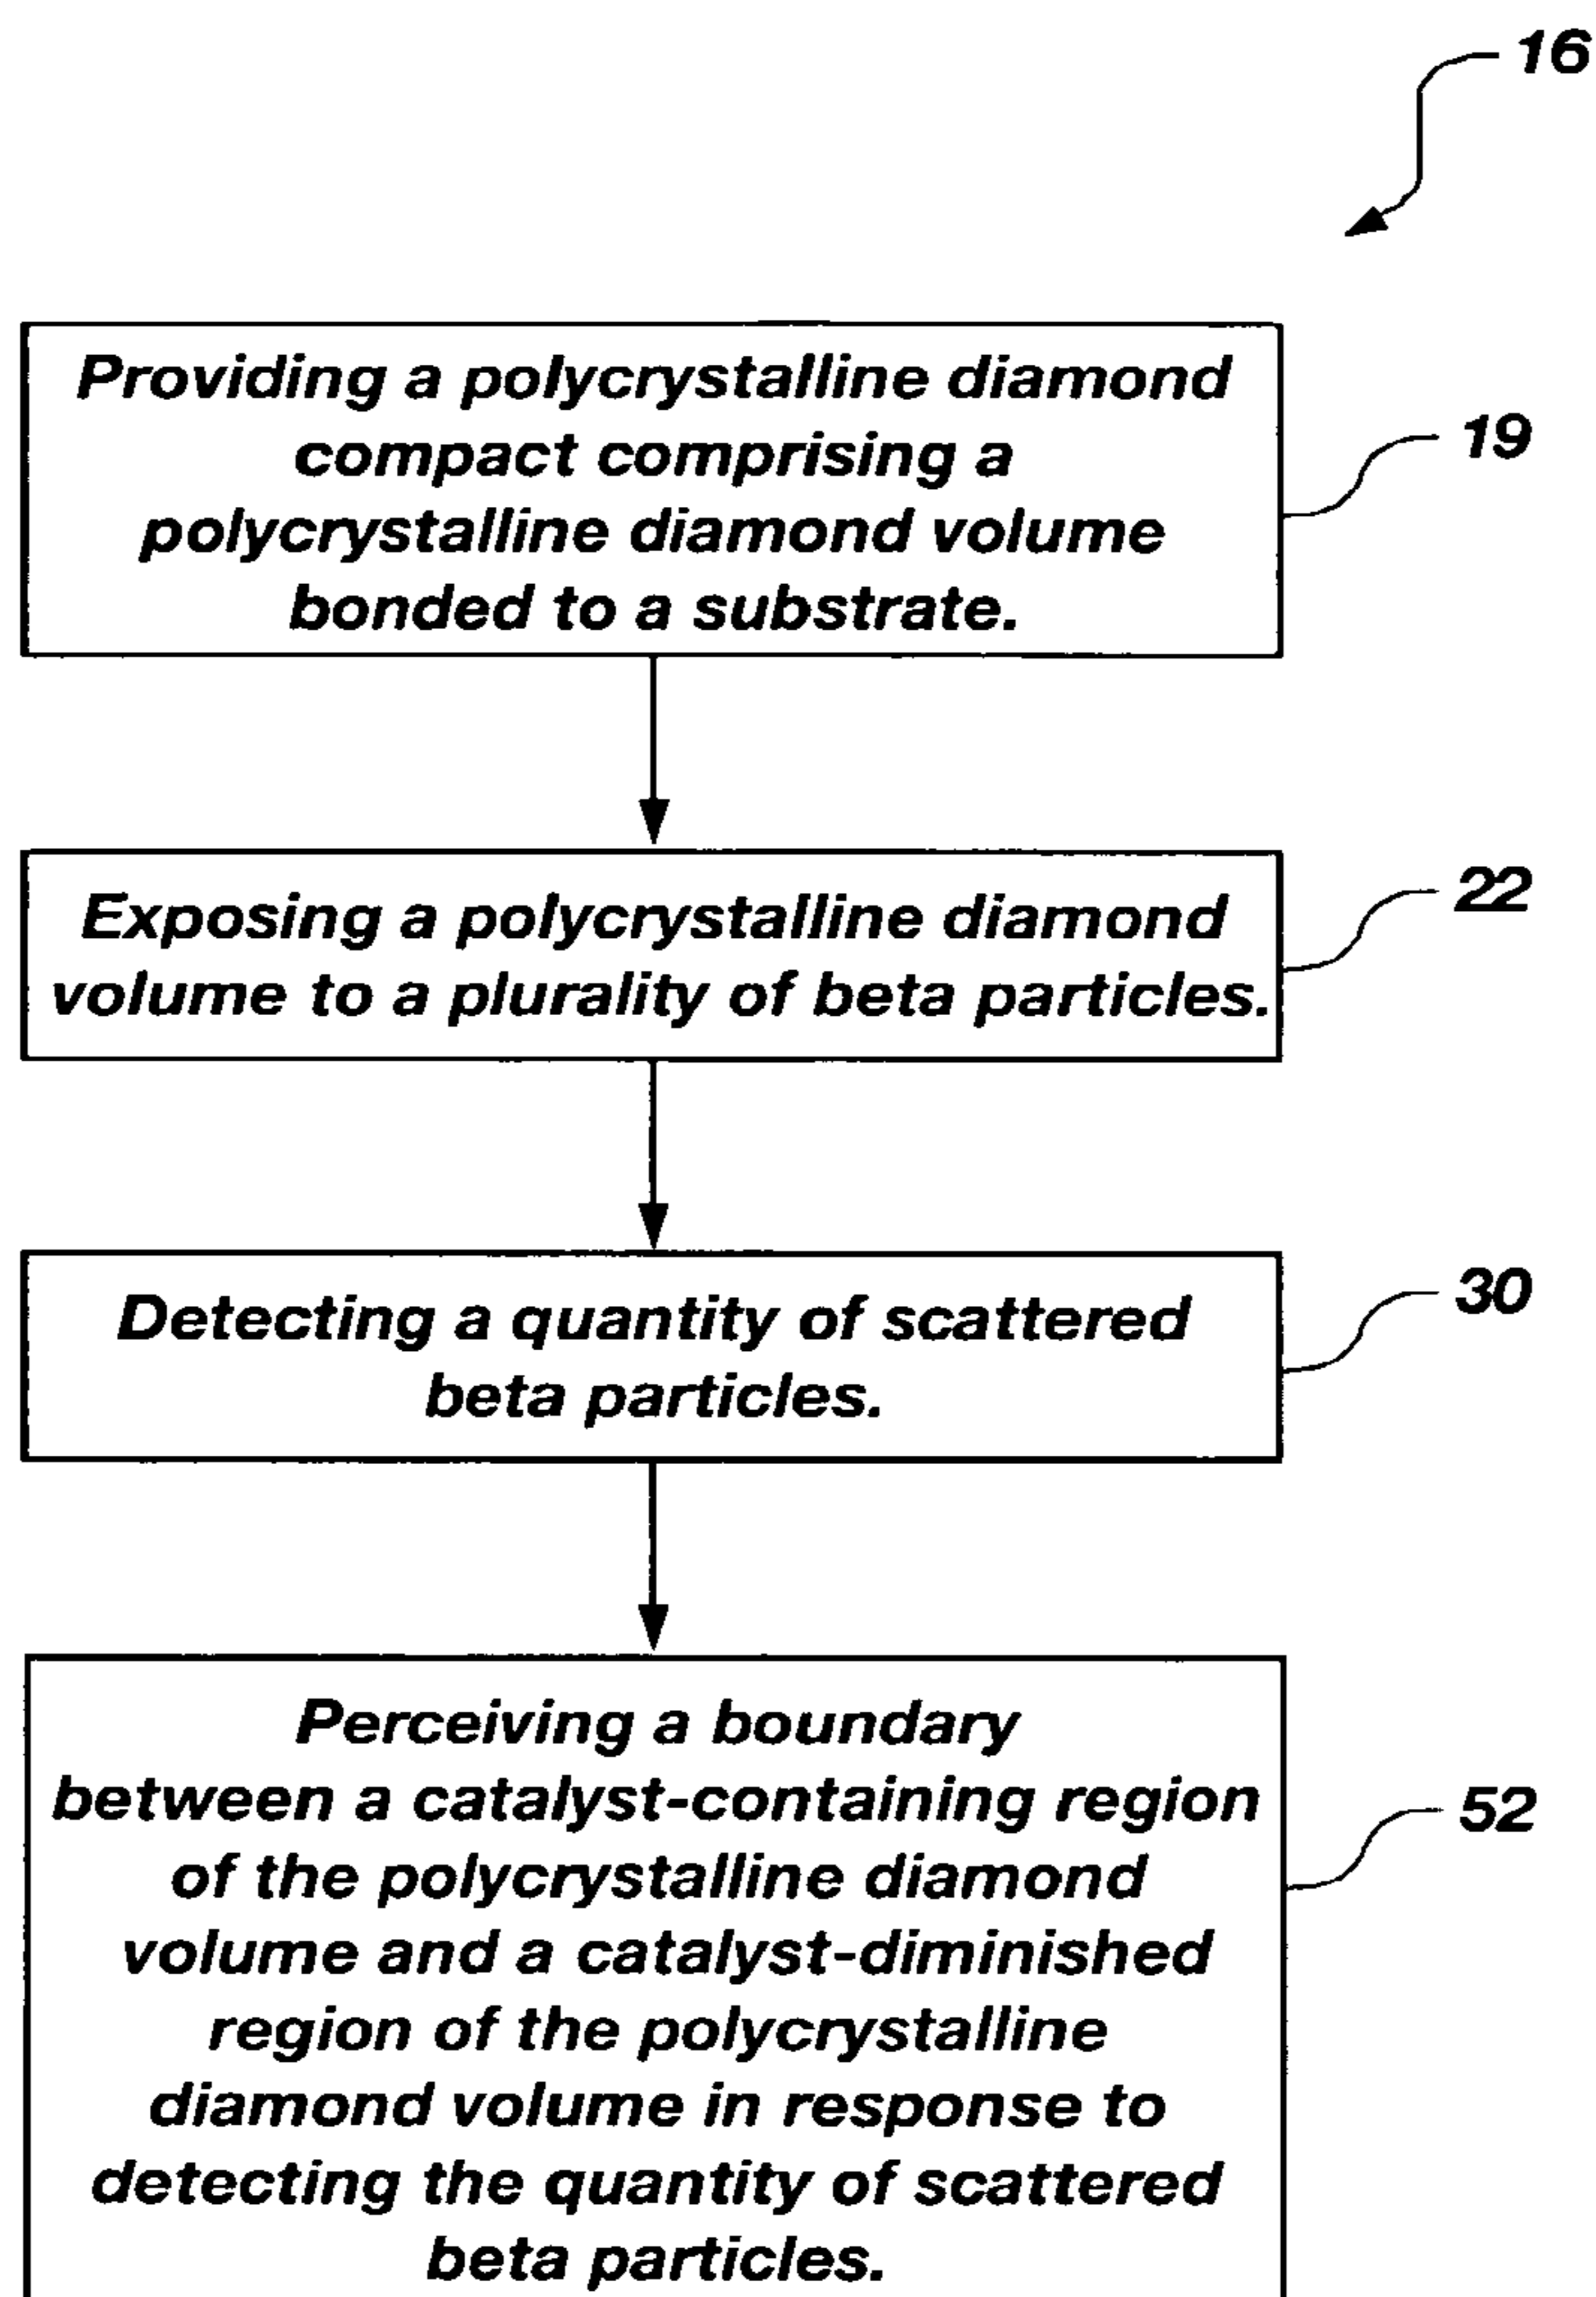 16
Providing a polycrystalline diamond
compact comprising a
polycrystalline diamond volume
bonded to a substrate.
19
Exposing a polycrystalline diamond
volume to a plurality of beta particles.
22
Detecting a quantity of scattered
beta particles.
30
Perceiving a boundary
between a catalyst-containing region
of the polycrystalline diamond
volume and a catalyst-diminished
region of the polycrystalline
diamond volume in response to
detecting the quantity of scattered
beta particles.
52